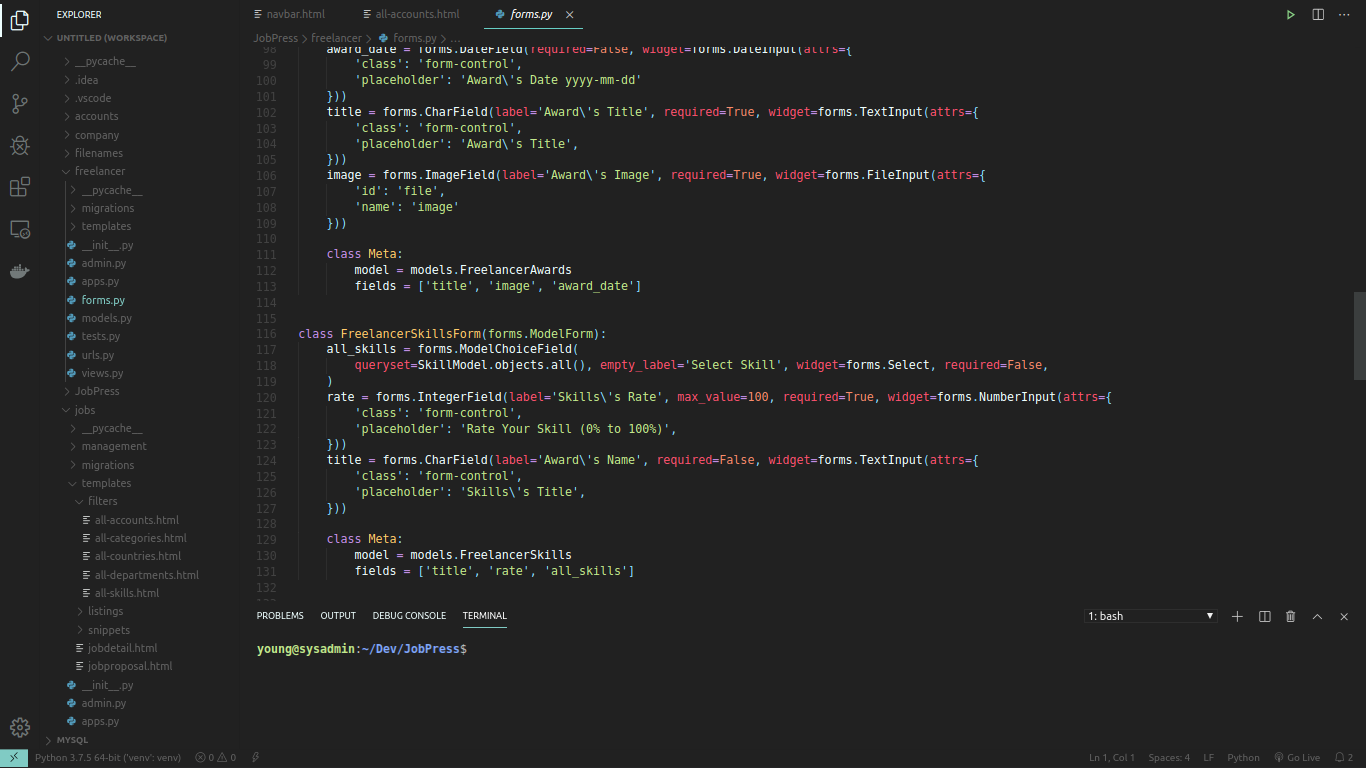 EXPLORER
UNTITLED (WORKSPACE)
__pycache__
.idea
.vscode
accounts
company
filenames
freelancer
__pycache__
migrations
templates
__init__.py
admin.py
apps.py
forms.py
models.py
tests.py
urls.py
views.py
JobPress
jobs
__pycache__
management
migrations
templates
filters
all-accounts.html
all-categories.html
all-countries.html
all-departments.html
all-skills.html
listings
snippets
jobdetail.html
jobproposal.html
__init__.py
admin.py
apps.py
MYSQL
navbar.html all-accounts.html forms.py
JobPress > freelancer > forms.py > ...
98 award_date = forms.DateField(required=False, widget=forms.DateInput(attrs={
99 'class': 'form-control',
100 'placeholder': 'Award\'s Date yyyy-mm-dd'
101 }))
102 title = forms.CharField(label='Award\'s Title', required=True, widget=forms.TextInput(attrs={
103 'class': 'form-control',
104 'placeholder': 'Award\'s Title',
105 }))
106 image = forms.ImageField(label='Award\'s Image', required=True, widget=forms.FileInput(attrs={
107 'id': 'file',
108 'name': 'image'
109 }))
110
111 class Meta:
112 model = models.FreelancerAwards
113 fields = ['title', 'image', 'award_date']
114
115
116 class FreelancerSkillsForm(forms.ModelForm):
117 all_skills = forms.ModelChoiceField(
118 queryset=SkillModel.objects.all(), empty_label='Select Skill', widget=forms.Select, required=False,
119 )
120 rate = forms.IntegerField(label='Skills\'s Rate', max_value=100, required=True, widget=forms.NumberInput(attrs={
121 'class': 'form-control',
122 'placeholder': 'Rate Your Skill (0% to 100%)',
123 }))
124 title = forms.CharField(label='Award\'s Name', required=False, widget=forms.TextInput(attrs={
125 'class': 'form-control',
126 'placeholder': 'Skills\'s Title',
127 }))
128
129 class Meta:
130 model = models.FreelancerSkills
131 fields = ['title', 'rate', 'all_skills']
132
PROBLEMS OUTPUT DEBUG CONSOLE TERMINAL 1: bash
young@sysadmin:~/Dev/JobPress$
Python 3.7.5 64-bit ('venv': venv) 0 0 Ln 1, Col 1 Spaces: 4 LF Python Go Live 2